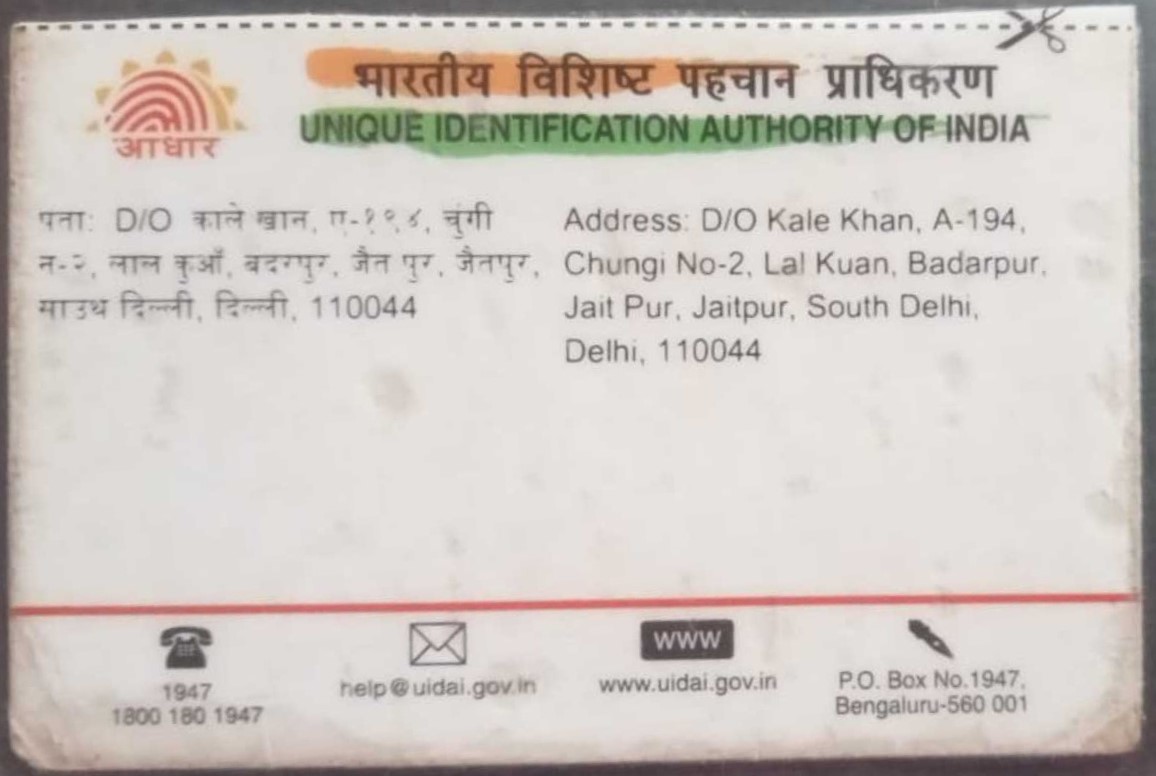 भारतीय विशिष्ट पहचान प्राधिकरण
UNIQUE IDENTIFICATION AUTHORITY OF INDIA
आधार
पता: D/O काले खान, ए-१९४, चुंगी
न-२, लाल कुआँ, बदरपुर, जैत पुर, जैतपुर,
साउथ दिल्ली, दिल्ली, 110044
Address: D/O Kale Khan, A-194,
Chungi No-2, Lal Kuan, Badarpur,
Jait Pur, Jaitpur, South Delhi,
Delhi, 110044
1947
1800 180 1947
help@uidai.gov.in
www
www.uidai.gov.in
P.O. Box No.1947,
Bengaluru-560 001